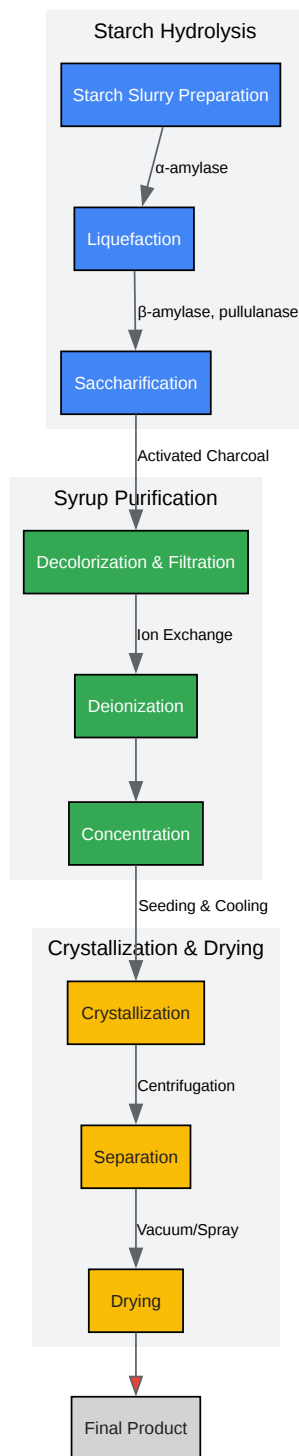 Starch Hydrolysis
Starch Slurry Preparation
α-amylase
Liquefaction
β-amylase, pullulanase
Saccharification
Activated Charcoal
Syrup Purification
Decolorization & Filtration
Ion Exchange
Deionization
Concentration
Seeding & Cooling
Crystallization & Drying
Crystallization
Centrifugation
Separation
Vacuum/Spray
Drying
Final Product